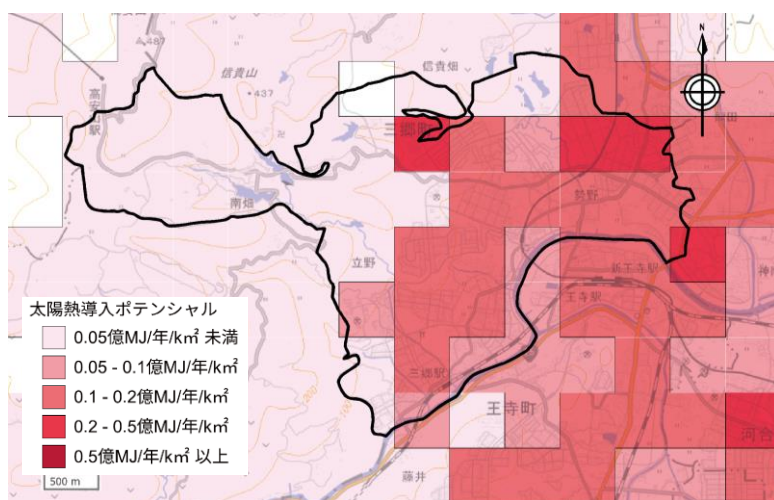 487
信貴山
437
高安山駅
信貴畑
三郷町
N
勢野
南畑
立野
新王寺駅
王寺駅
神
三郷駅
200
王寺町
河合
藤井
太陽熱導入ポテンシャル
0.05億MJ/年/k㎡ 未満
0.05 - 0.1億MJ/年/k㎡
0.1 - 0.2億MJ/年/k㎡
0.2 - 0.5億MJ/年/k㎡
0.5億MJ/年/k㎡ 以上
500 m